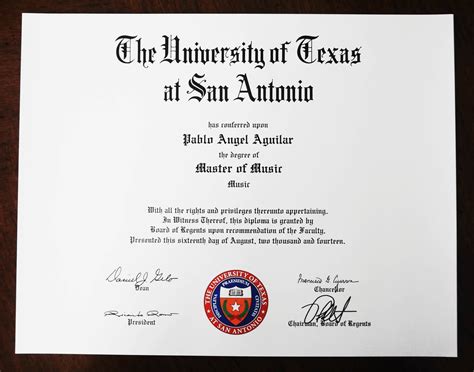 The University of Texas
at San Antonio
has conferred upon
Pablo Angel Aguilar
the degree of
Master of Music
Music
With all the rights and privileges thereunto appertaining.
In Witness Thereof, this diploma is granted by
Board of Regents upon recommendation of the Faculty.
Presented this sixteenth day of August, two thousand and fourteen.
Dean
Chancellor
President
Chairman, Board of Regents
THE UNIVERSITY OF TEXAS
AT SAN ANTONIO
DISCIPLINA PRAESIDIUM CIVITATIS